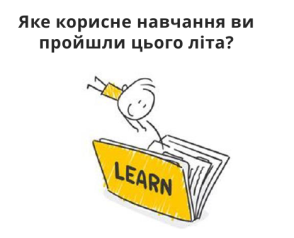 Яке корисне навчання ви
пройшли цього літа?
LEARN